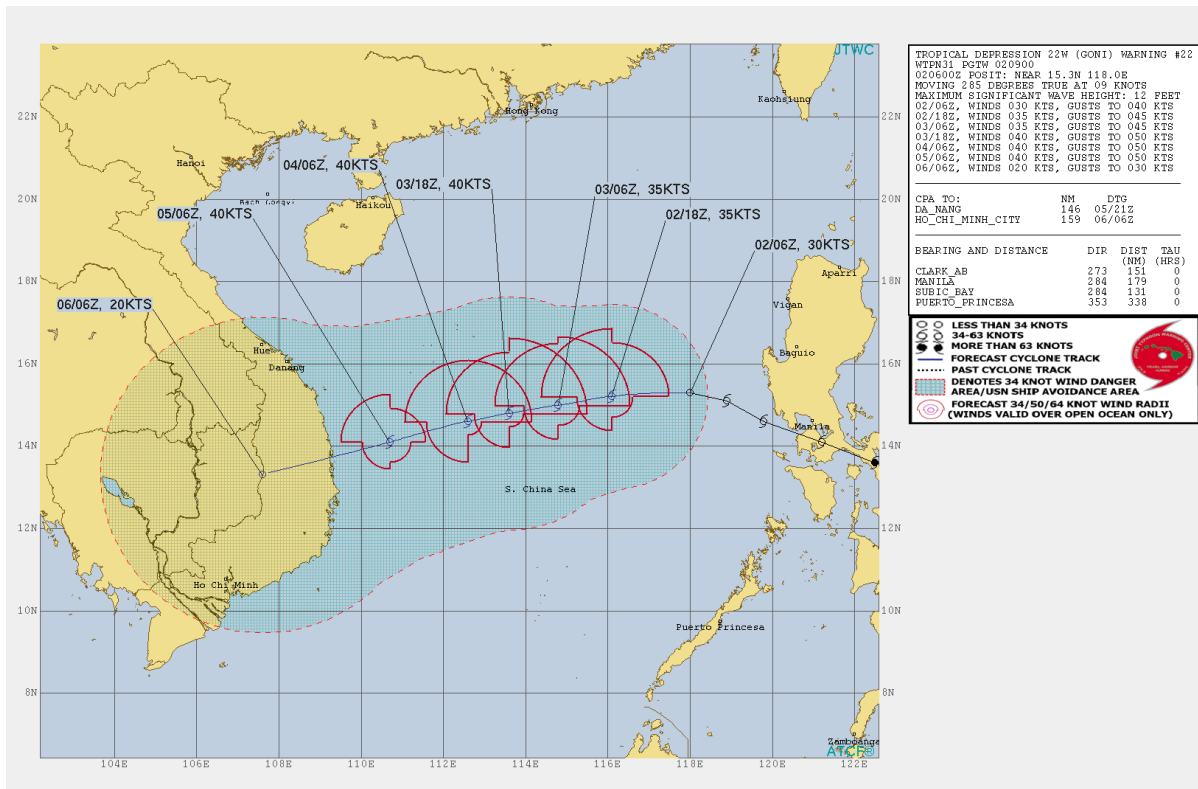 JTWC
Kaohsiung
Hong Kong
22N
22N
Hanoi
04/06Z, 40KTS
03/18Z, 40KTS
03/06Z, 35KTS
20N
20N
Haikou
05/06Z, 40KTS
02/18Z, 35KTS
02/06Z, 30KTS
Aparri
18N
18N
06/06Z, 20KTS
Vigan
Hue
Baguio
16N
16N
Danang
Manila
14N
14N
S. China Sea
12N
12N
Ho Chi Minh
10N
10N
Puerto Princesa
8N
8N
Zamboanga
ATCF®
104E 106E 108E 110E 112E 114E 116E 118E 120E 122E
TROPICAL DEPRESSION 22W (GONI) WARNING #22
WTPN31 PGTW 020900
020600Z POSIT: NEAR 15.3N 118.0E
MOVING 285 DEGREES TRUE AT 09 KNOTS
MAXIMUM SIGNIFICANT WAVE HEIGHT: 12 FEET
02/06Z, WINDS 030 KTS, GUSTS TO 040 KTS
02/18Z, WINDS 035 KTS, GUSTS TO 045 KTS
03/06Z, WINDS 035 KTS, GUSTS TO 045 KTS
03/18Z, WINDS 040 KTS, GUSTS TO 050 KTS
04/06Z, WINDS 040 KTS, GUSTS TO 050 KTS
05/06Z, WINDS 040 KTS, GUSTS TO 050 KTS
06/06Z, WINDS 020 KTS, GUSTS TO 030 KTS
CPA TO: NM DTG
DA_NANG 146 05/21Z
HO_CHI_MINH_CITY 159 06/06Z
BEARING AND DISTANCE DIR DIST TAU
(NM) (HRS)
CLARK_AB 273 151 0
MANILA 284 179 0
SUBIC_BAY 284 131 0
PUERTO_PRINCESA 353 338 0
LESS THAN 34 KNOTS
34-63 KNOTS
MORE THAN 63 KNOTS
FORECAST CYCLONE TRACK
PAST CYCLONE TRACK
DENOTES 34 KNOT WIND DANGER
AREA/USN SHIP AVOIDANCE AREA
FORECAST 34/50/64 KNOT WIND RADII
(WINDS VALID OVER OPEN OCEAN ONLY)